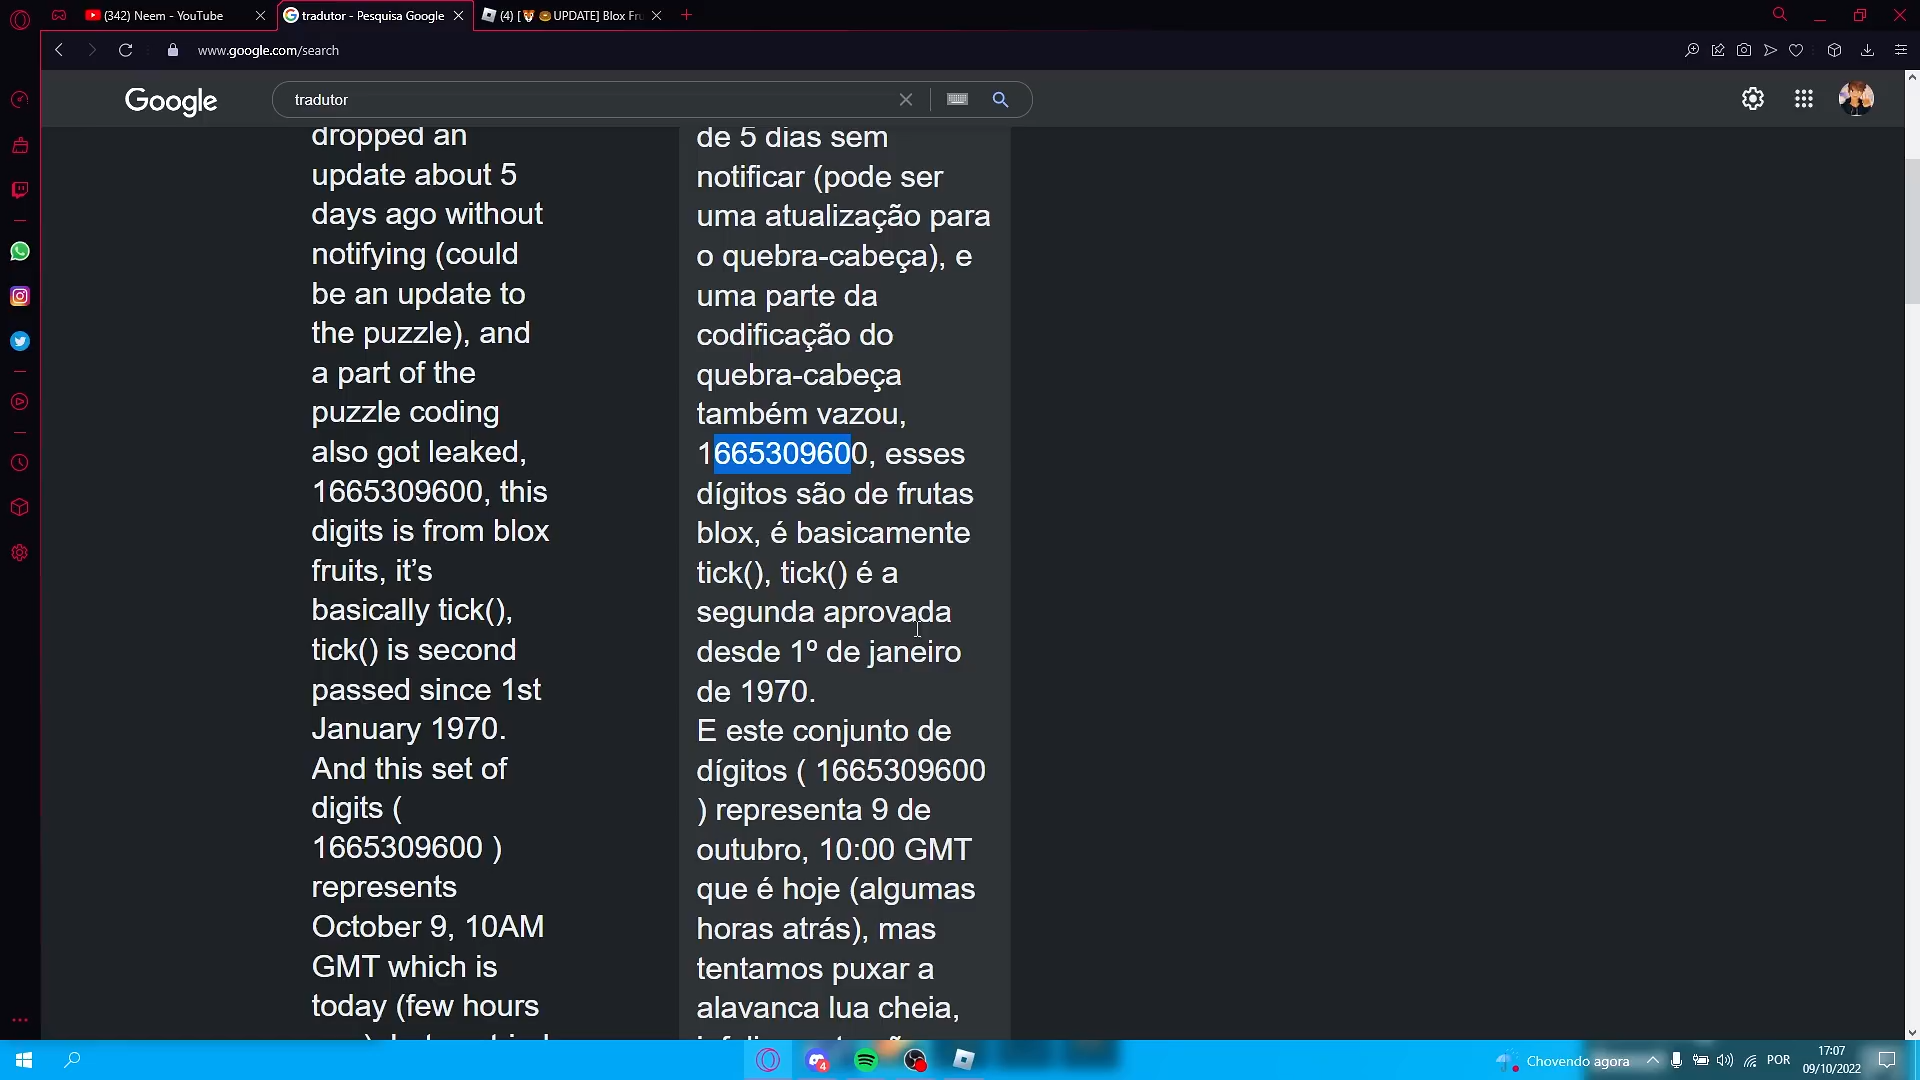 (342) Neem - YouTube
tradutor - Pesquisa Google
(4) [🐯🍩UPDATE] Blox Fru
www.google.com/search
Google
tradutor
dropped an
update about 5
days ago without
notifying (could
be an update to
the puzzle), and
a part of the
puzzle coding
also got leaked,
1665309600, this
digits is from blox
fruits, it’s
basically tick(),
tick() is second
passed since 1st
January 1970.
And this set of
digits (
1665309600 )
represents
October 9, 10AM
GMT which is
today (few hours
de 5 dias sem
notificar (pode ser
uma atualização para
o quebra-cabeça), e
uma parte da
codificação do
quebra-cabeça
também vazou,
1665309600, esses
dígitos são de frutas
blox, é basicamente
tick(), tick() é a
segunda aprovada
desde 1º de janeiro
de 1970.
E este conjunto de
dígitos ( 1665309600
) representa 9 de
outubro, 10:00 GMT
que é hoje (algumas
horas atrás), mas
tentamos puxar a
alavanca lua cheia,
4
Chovendo agora
POR
17:07
09/10/2022